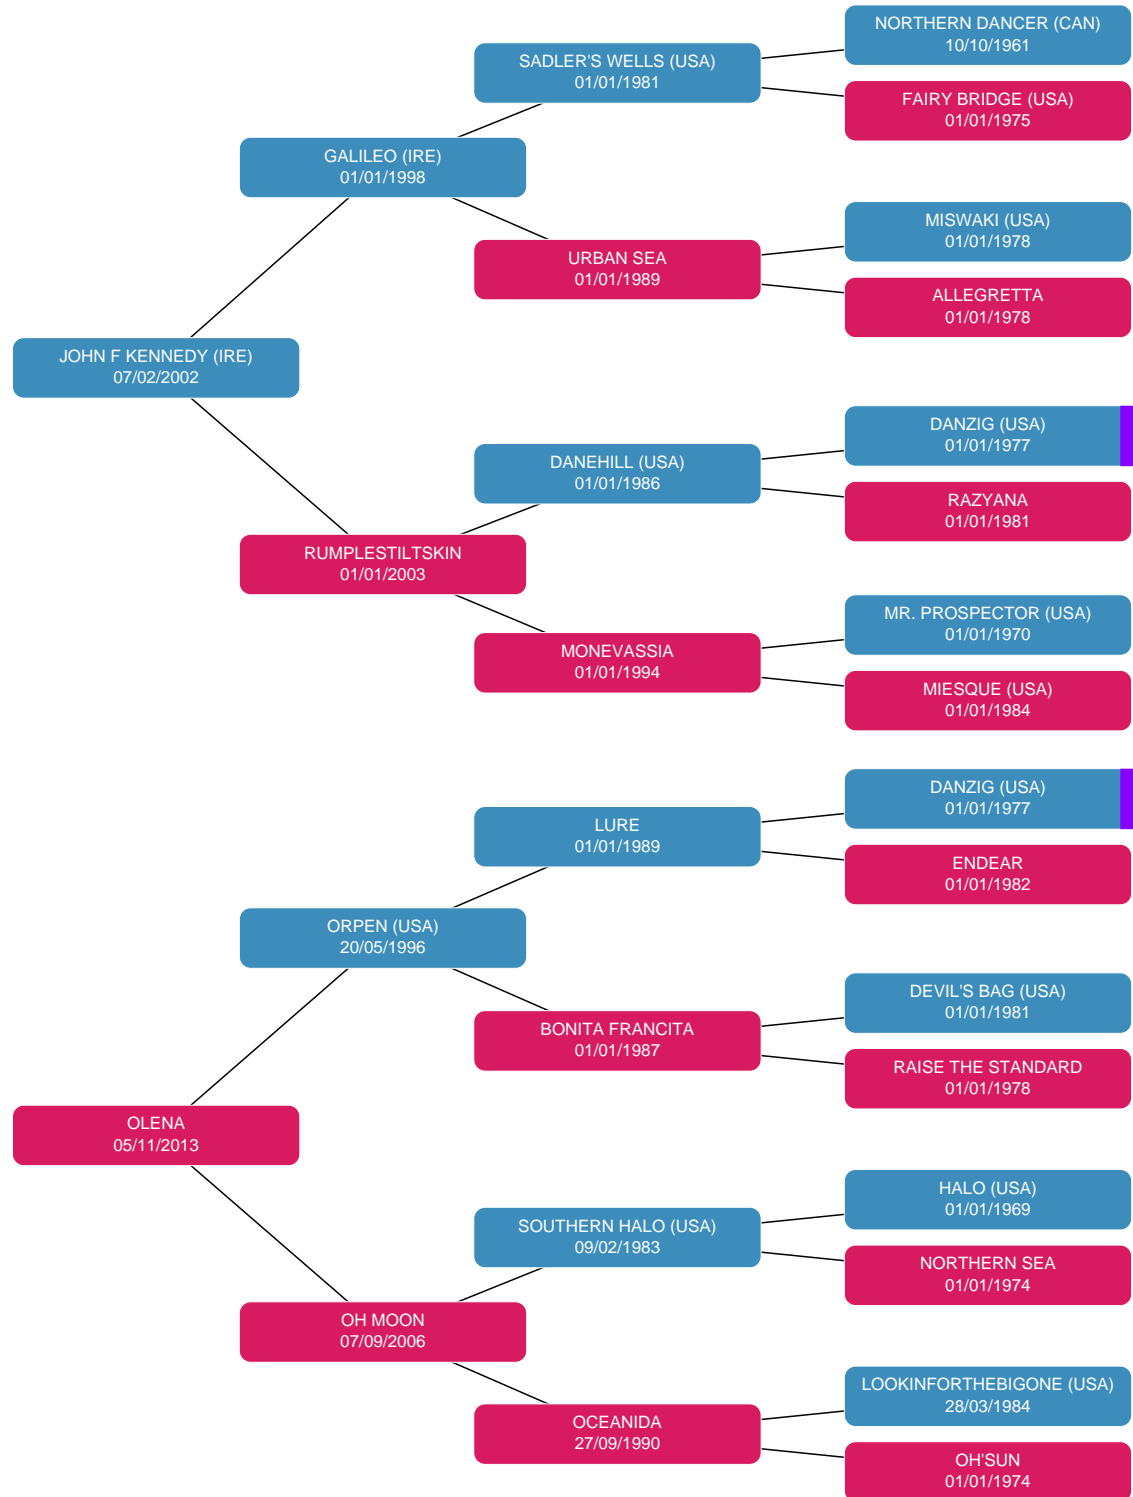 NORTHERN DANCER (CAN)
10/10/1961
SADLER'S WELLS (USA)
01/01/1981
FAIRY BRIDGE (USA)
01/01/1975
GALILEO (IRE)
01/01/1998
MISWAKI (USA)
01/01/1978
URBAN SEA
01/01/1989
ALLEGRETTA
01/01/1978
JOHN F KENNEDY (IRE)
07/02/2002
DANZIG (USA)
01/01/1977
DANEHILL (USA)
01/01/1986
RAZYANA
01/01/1981
RUMPLESTILTSKIN
01/01/2003
MR. PROSPECTOR (USA)
01/01/1970
MONEVASSIA
01/01/1994
MIESQUE (USA)
01/01/1984
DANZIG (USA)
01/01/1977
LURE
01/01/1989
ENDEAR
01/01/1982
ORPEN (USA)
20/05/1996
DEVIL'S BAG (USA)
01/01/1981
BONITA FRANCITA
01/01/1987
RAISE THE STANDARD
01/01/1978
OLENA
05/11/2013
HALO (USA)
01/01/1969
SOUTHERN HALO (USA)
09/02/1983
NORTHERN SEA
01/01/1974
OH MOON
07/09/2006
LOOKINFORTHEBIGONE (USA)
28/03/1984
OCEANIDA
27/09/1990
OH'SUN
01/01/1974